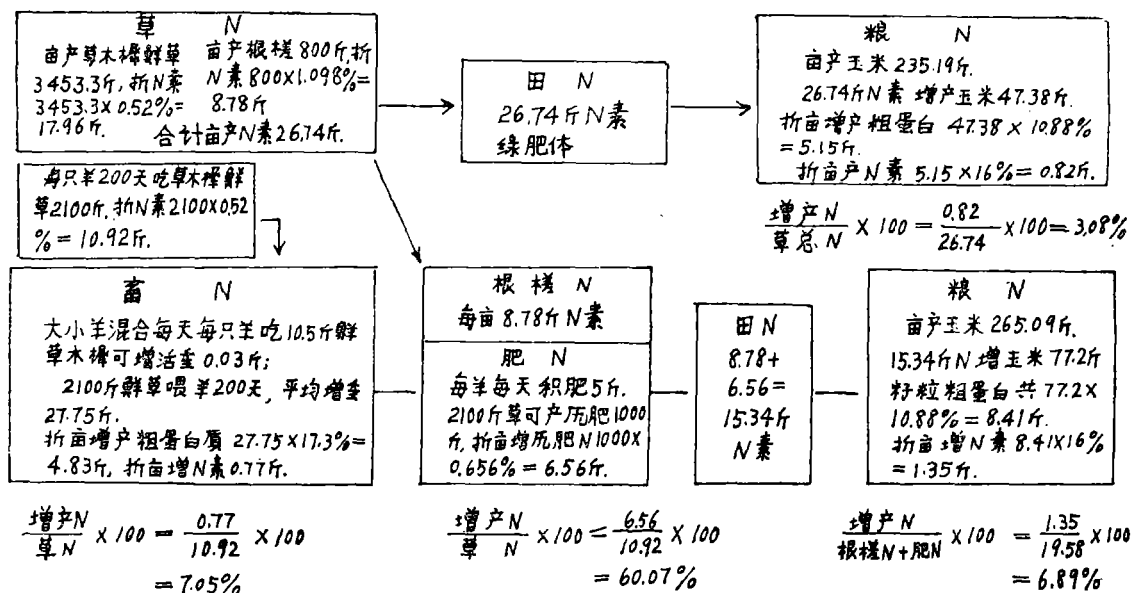 草 N
亩产草木樨鲜草
3453.3斤,折N素
3453.3×0.52%=
17.96斤.
亩产根槎800斤,折
N素800×1.098%=
8.78斤
合计亩产N素26.74斤.
田 N
26.74斤N素
绿肥体
粮 N
亩产玉米235.19斤.
26.74斤N素 增产玉米47.38斤.
折亩增产粗蛋白 47.38×10.88%
=5.15斤.
折亩产N素 5.15×16%=0.82斤.
增产N/草总N ×100=0.82/26.74 ×100=3.08%
每只羊200天吃草木樨鲜
草2100斤,折N素2100×0.52
%=10.92斤.
畜 N
大小羊混合每天每只羊吃10.5斤鲜
草木樨可增活重0.03斤;
2100斤鲜草喂羊200天,平均增重
27.75斤.
折亩增产粗蛋白质 27.75×17.3%=
4.83斤,折亩增N素0.77斤.
增产N/草N ×100=0.77/10.92 ×100
=7.05%
根槎 N
每亩8.78斤N素
肥 N
每羊每天积肥5斤.
2100斤草可产厉肥1000
斤,折亩增厉肥N1000×
0.656%=6.56斤.
增产N/草 N ×100=6.56/10.92 ×100
=60.07%
田N
8.78+
6.56=
15.34斤
N素
粮 N
亩产玉米265.09斤.
15.34斤N增玉米77.2斤
籽粒粗蛋白共77.2×
10.88%=8.41斤.
折亩增N素8.41×16%
=1.35斤.
增产N/根槎N+肥N ×100 =1.35/19.58 ×100
=6.89%